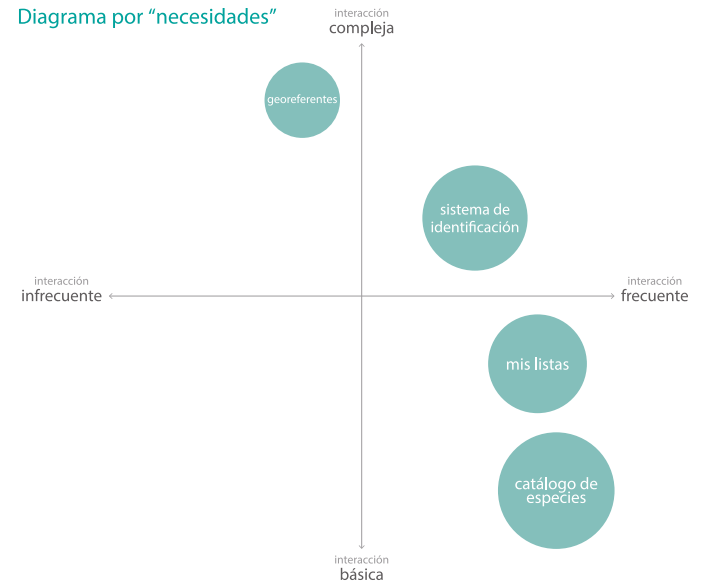 Diagrama por “necesidades”
interacción
compleja
georeferentes
sistema de
identificación
interacción
infrecuente
interacción
frecuente
mis listas
catálogo de
especies
interacción
básica